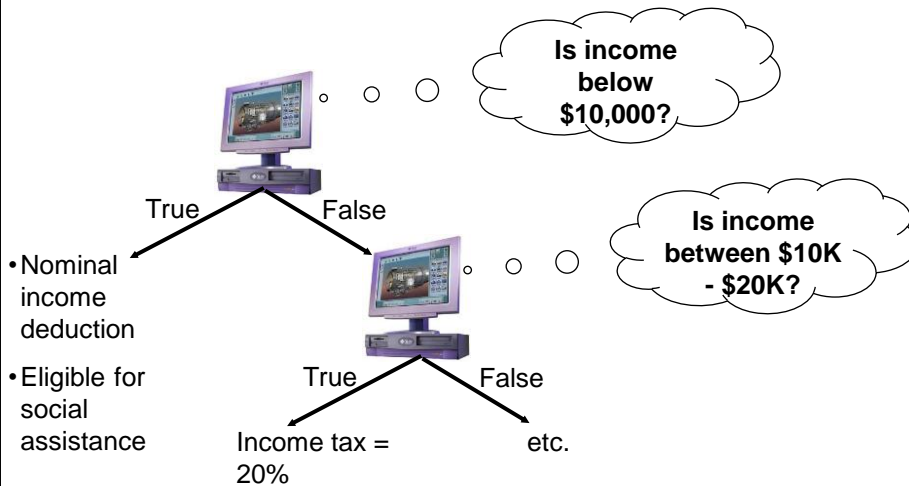 Is income
below
$10,000?
True
False
•Nominal
income
deduction
•Eligible for
social
assistance
Is income
between $10K
- $20K?
True
False
Income tax =
20%
etc.